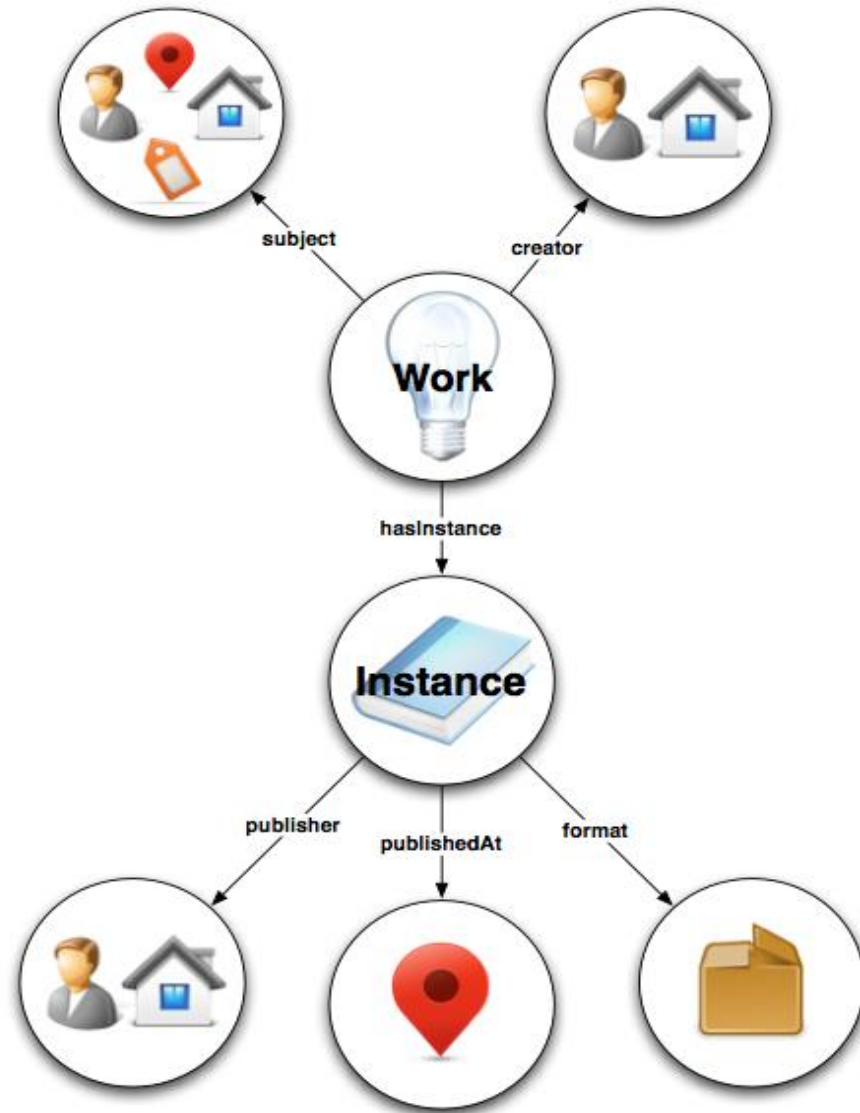 subject
creator
Work
hasInstance
Instance
publisher
publishedAt
format